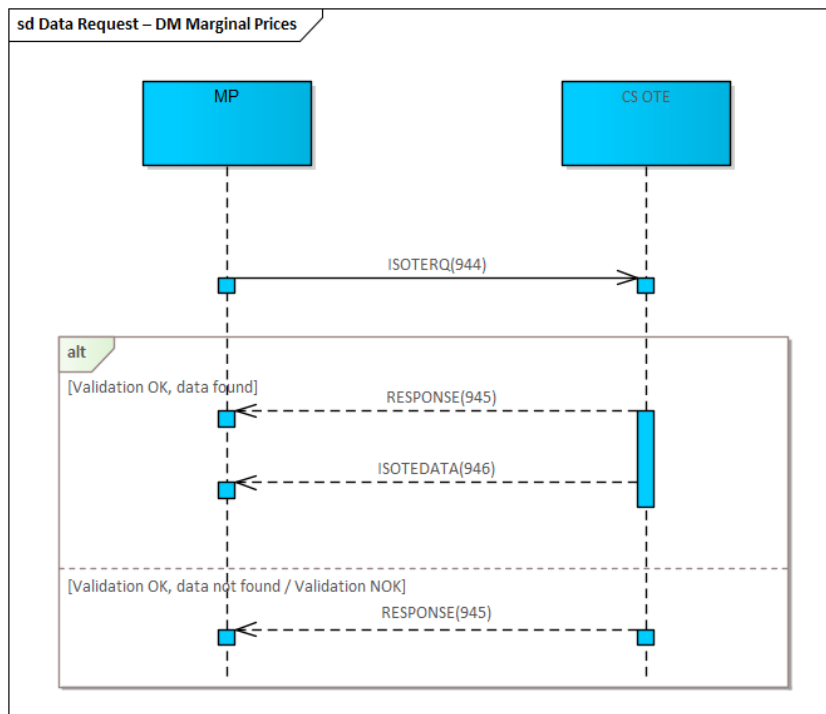 sd Data Request – DM Marginal Prices
MP
CS OTE
ISOTERQ(944)
alt
[Validation OK, data found]
RESPONSE(945)
ISOTEDATA(946)
[Validation OK, data not found / Validation NOK]
RESPONSE(945)